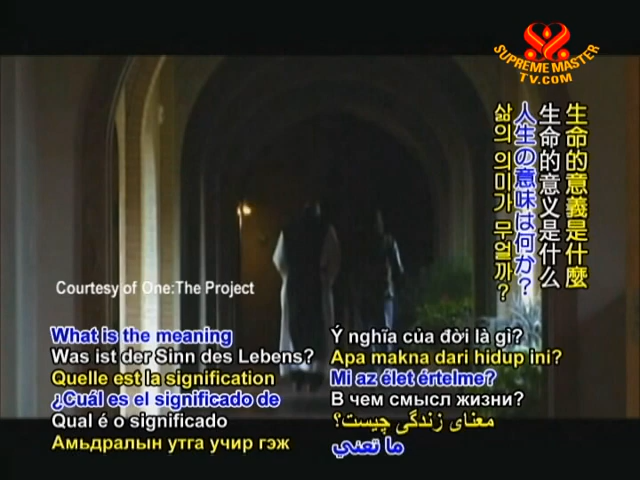 SUPREME MASTER
TV.COM
生命的意義是什麼
生命的意义是什么
人生の意味は何か？
삶의 의미가 무얼까？
Courtesy of One:The Project
What is the meaning
Was ist der Sinn des Lebens?
Quelle est la signification
¿Cuál es el significado de
Qual é o significado
Амьдралын утга учир гэж
Ý nghĩa của đời là gì?
Apa makna dari hidup ini?
Mi az élet értelme?
В чем смысл жизни?
معنای زندگی چیست؟
ما تعني